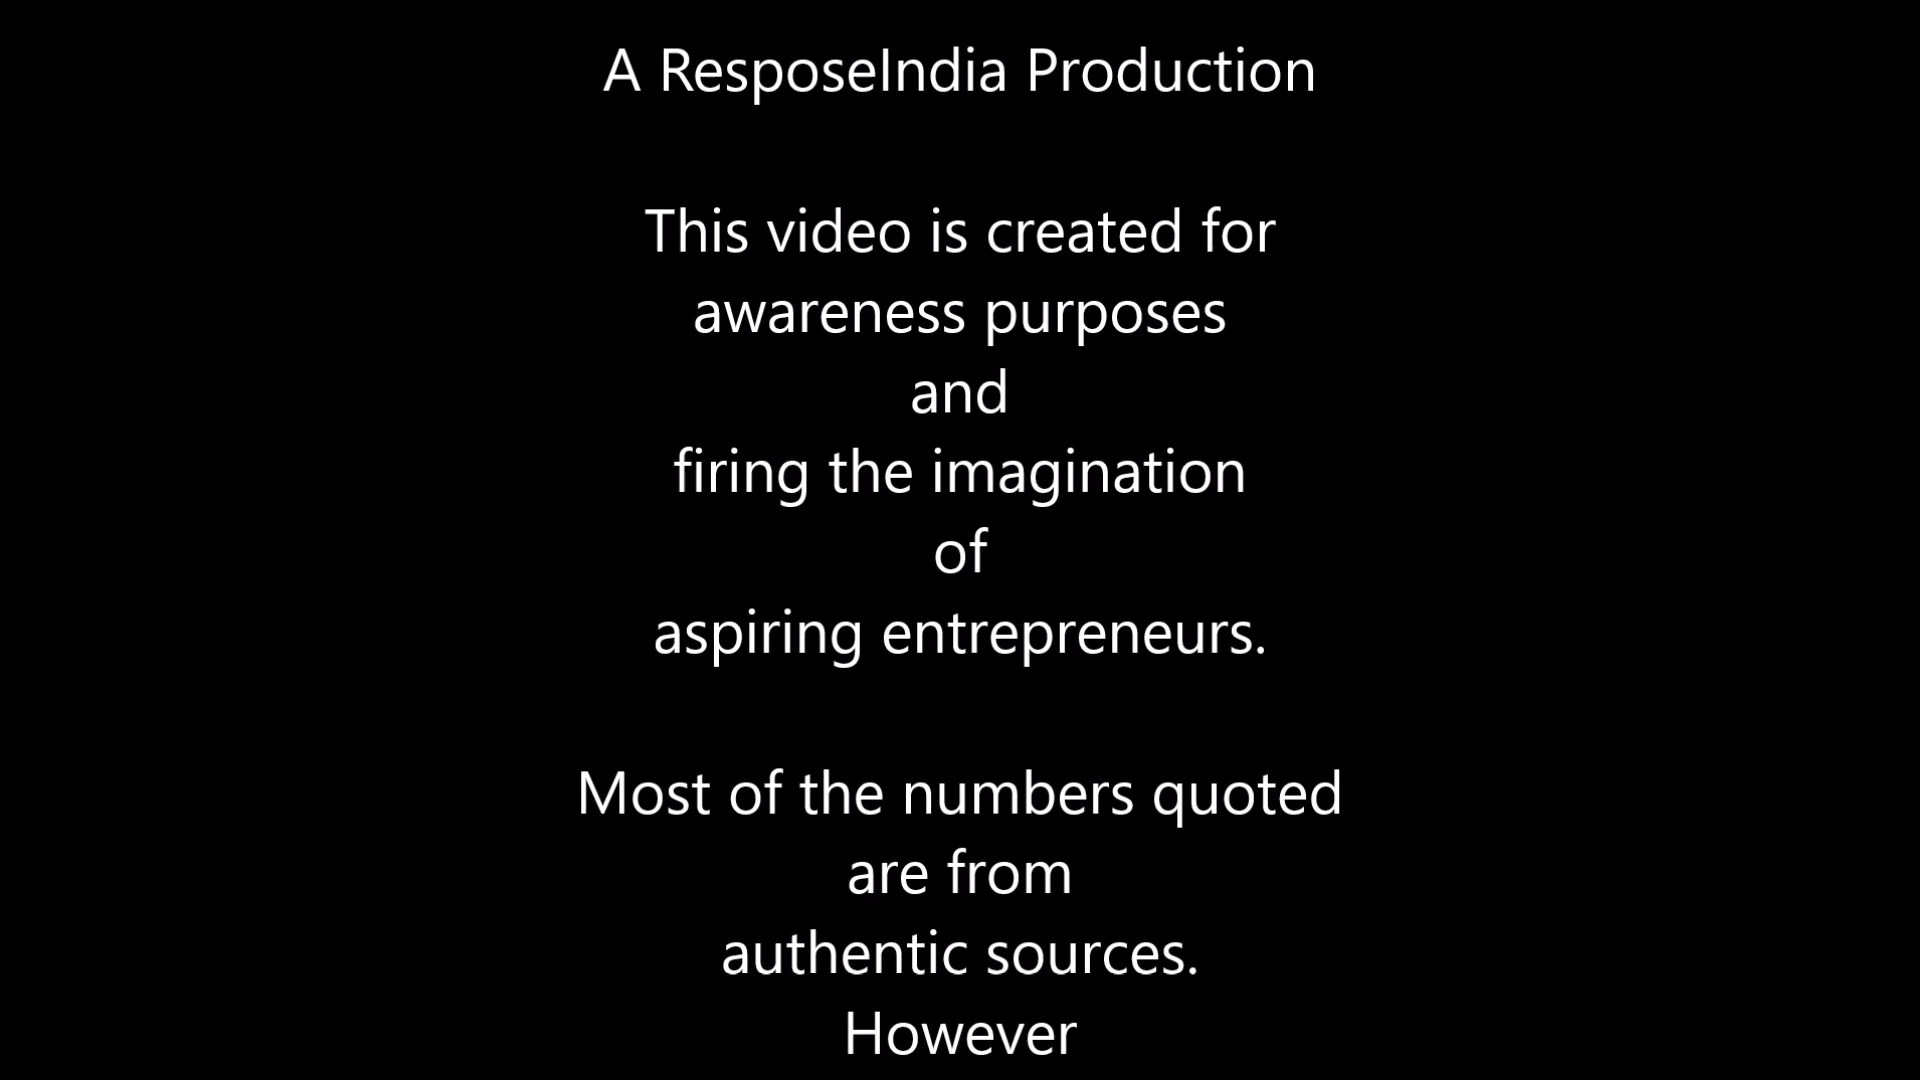 A ResposeIndia Production
This video is created for
awareness purposes
and
firing the imagination
of
aspiring entrepreneurs.
Most of the numbers quoted
are from
authentic sources.
However